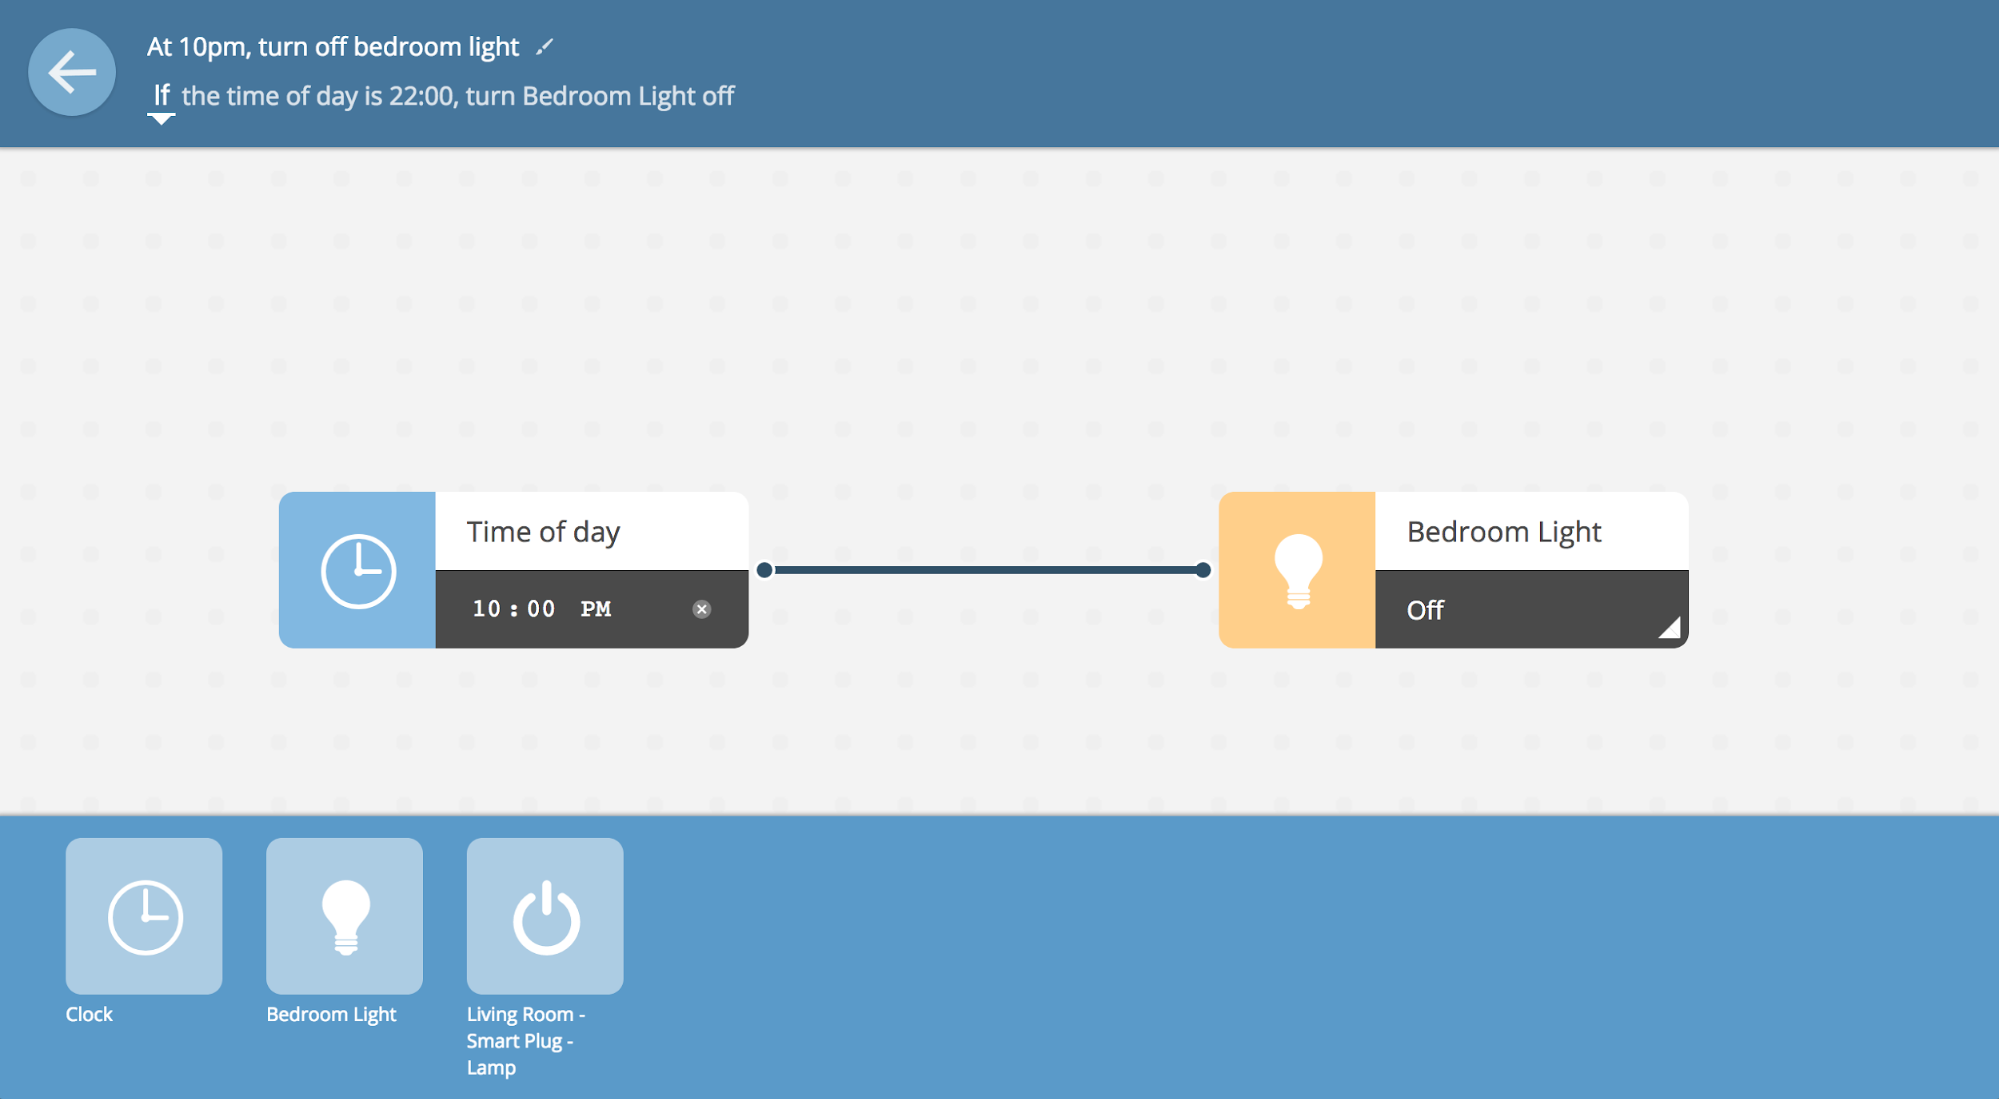 At 10pm, turn off bedroom light
If the time of day is 22:00, turn Bedroom Light off
Time of day
10:00 PM
Bedroom Light
Off
Clock
Bedroom Light
Living Room -
Smart Plug -
Lamp